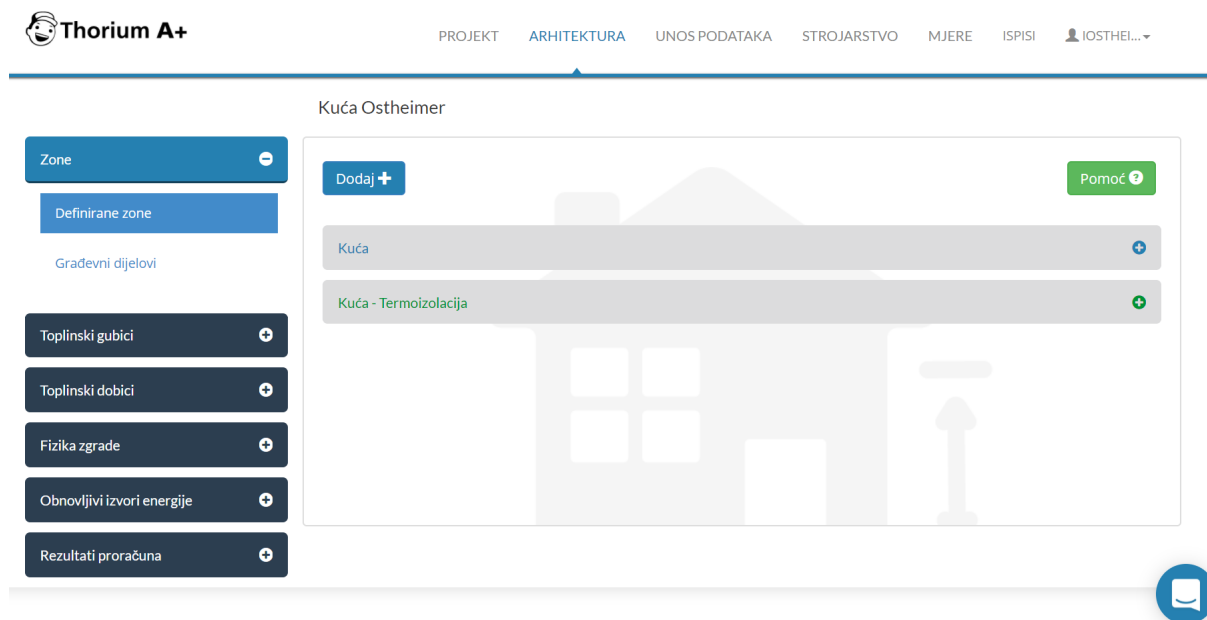 Thorium A+
PROJEKT ARHITEKTURA UNOS PODATAKA STROJARSTVO MJERE ISPISI IOSTHEI...
Kuća Ostheimer
Zone
Definirane zone
Građevni dijelovi
Toplinski gubici
Toplinski dobici
Fizika zgrade
Obnovljivi izvori energije
Rezultati proračuna
Dodaj
Pomoć
Kuća
Kuća - Termoizolacija